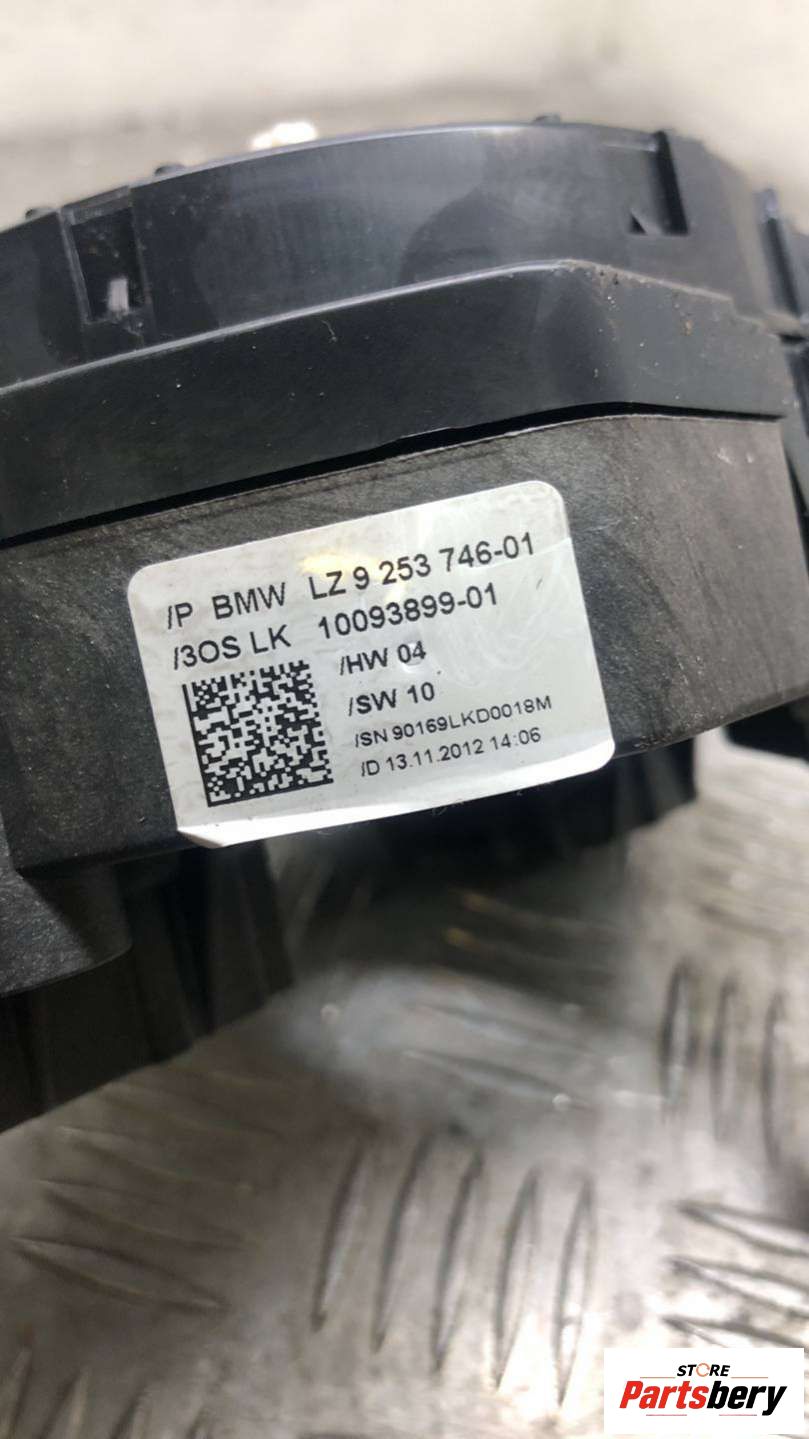 /P BMW LZ 9 253 746-01
/3OS LK 10093899-01
/HW 04
/SW 10
/SN 90169LKD0018M
/D 13.11.2012 14:06
STORE
Partsbery